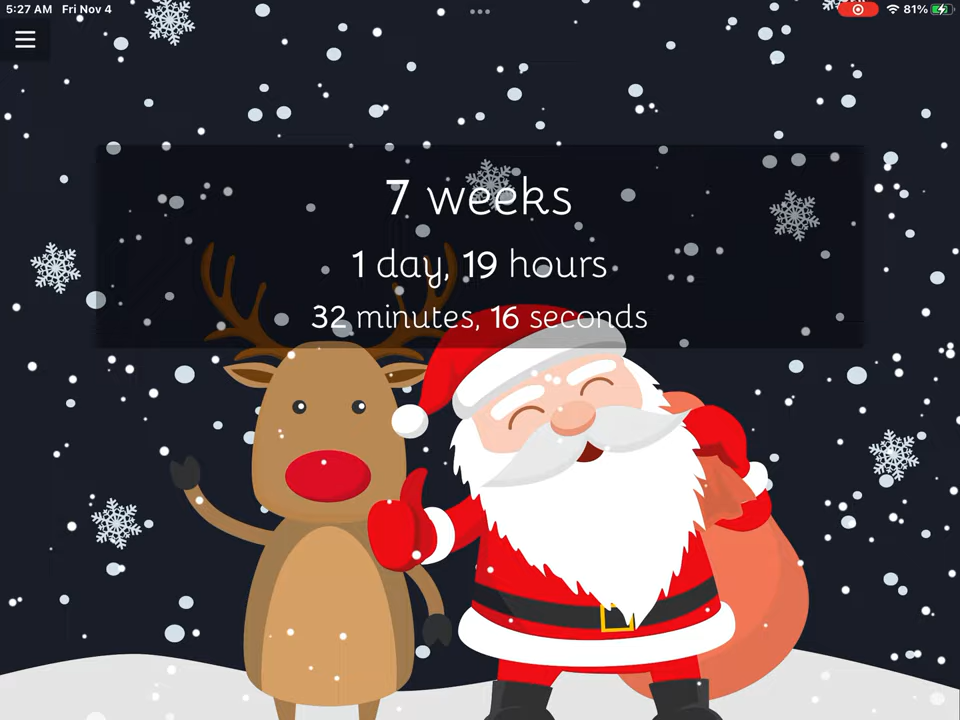 5:27 AM Fri Nov 4
81%
7 weeks
1 day, 19 hours
32 minutes, 16 seconds